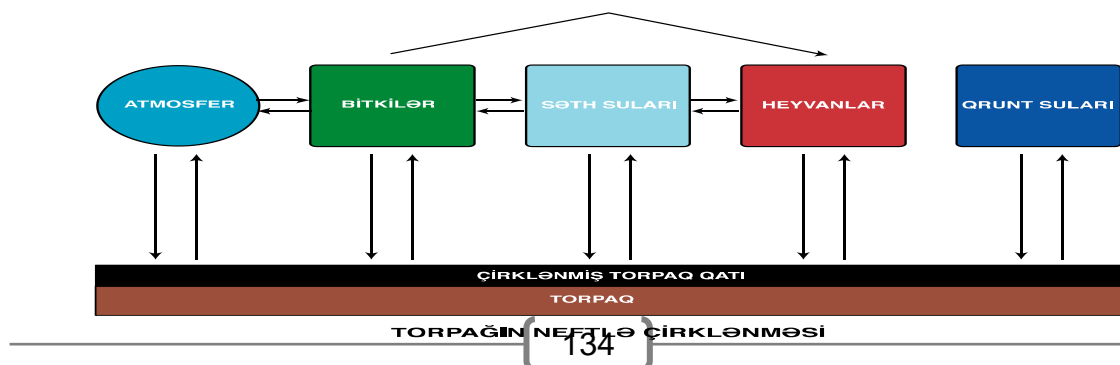 ATMOSFER
BİTKİLƏR
SƏTH SULARI
HEYVANLAR
QRUNT SULARI
ÇİRKLƏNMİŞ TORPAQ QATI
TORPAQ
TORPAĞIN NEFTLƏ ÇİRKLƏNMƏSİ
134